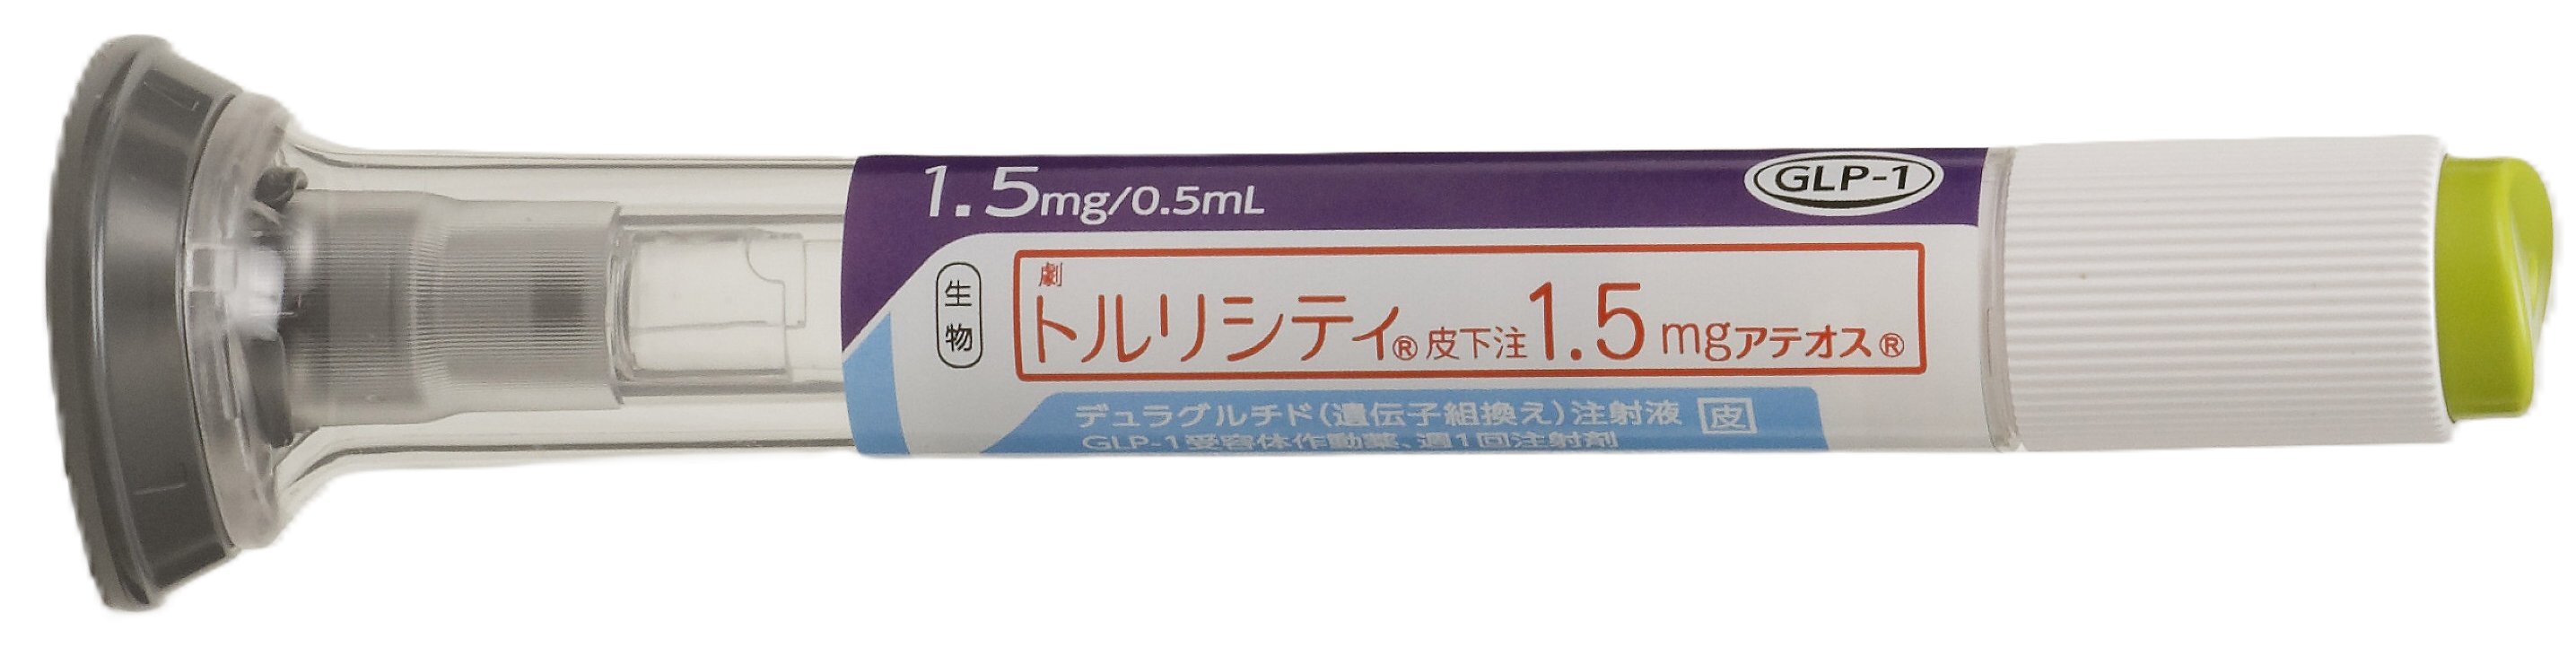 1.5mg/0.5mL
GLP-1
生物
劇
トルリシティ®皮下注1.5mgアテオス®
デュラグルチド(遺伝子組換え)注射液 皮
GLP-1受容体作動薬、週1回注射剤